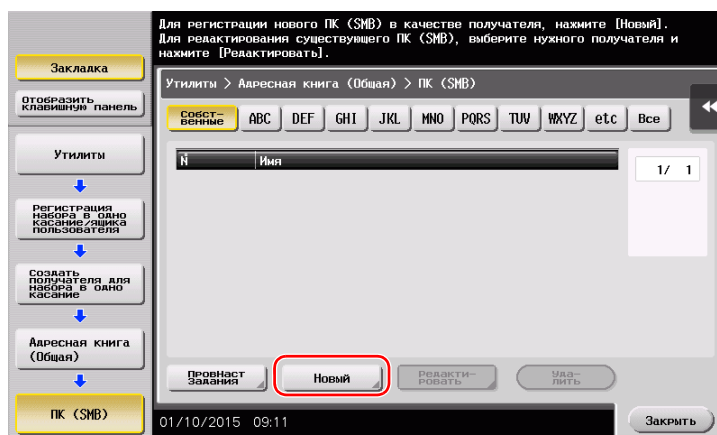 Для регистрации нового ПК (SMB) в качестве получателя, нажмите [Новый].
Для редактирования существующего ПК (SMB), выберите нужного получателя и
нажмите [Редактировать].
Закладка
Отобразить
клавишную панель
Утилиты
Регистрация
набора в одно
касание/ящика
пользователя
Создать
получателя для
набора в одно
касание
Адресная книга
(Общая)
ПК (SMB)
Утилиты > Адресная книга (Общая) > ПК (SMB)
Собст-
венные
ABC
DEF
GHI
JKL
MNO
PQRS
TUV
WXYZ
etc
Все
N Имя
1/ 1
ПровНаст
Задания
Новый
Редакти-
ровать
Уда-
лить
01/10/2015 09:11
Закрыть